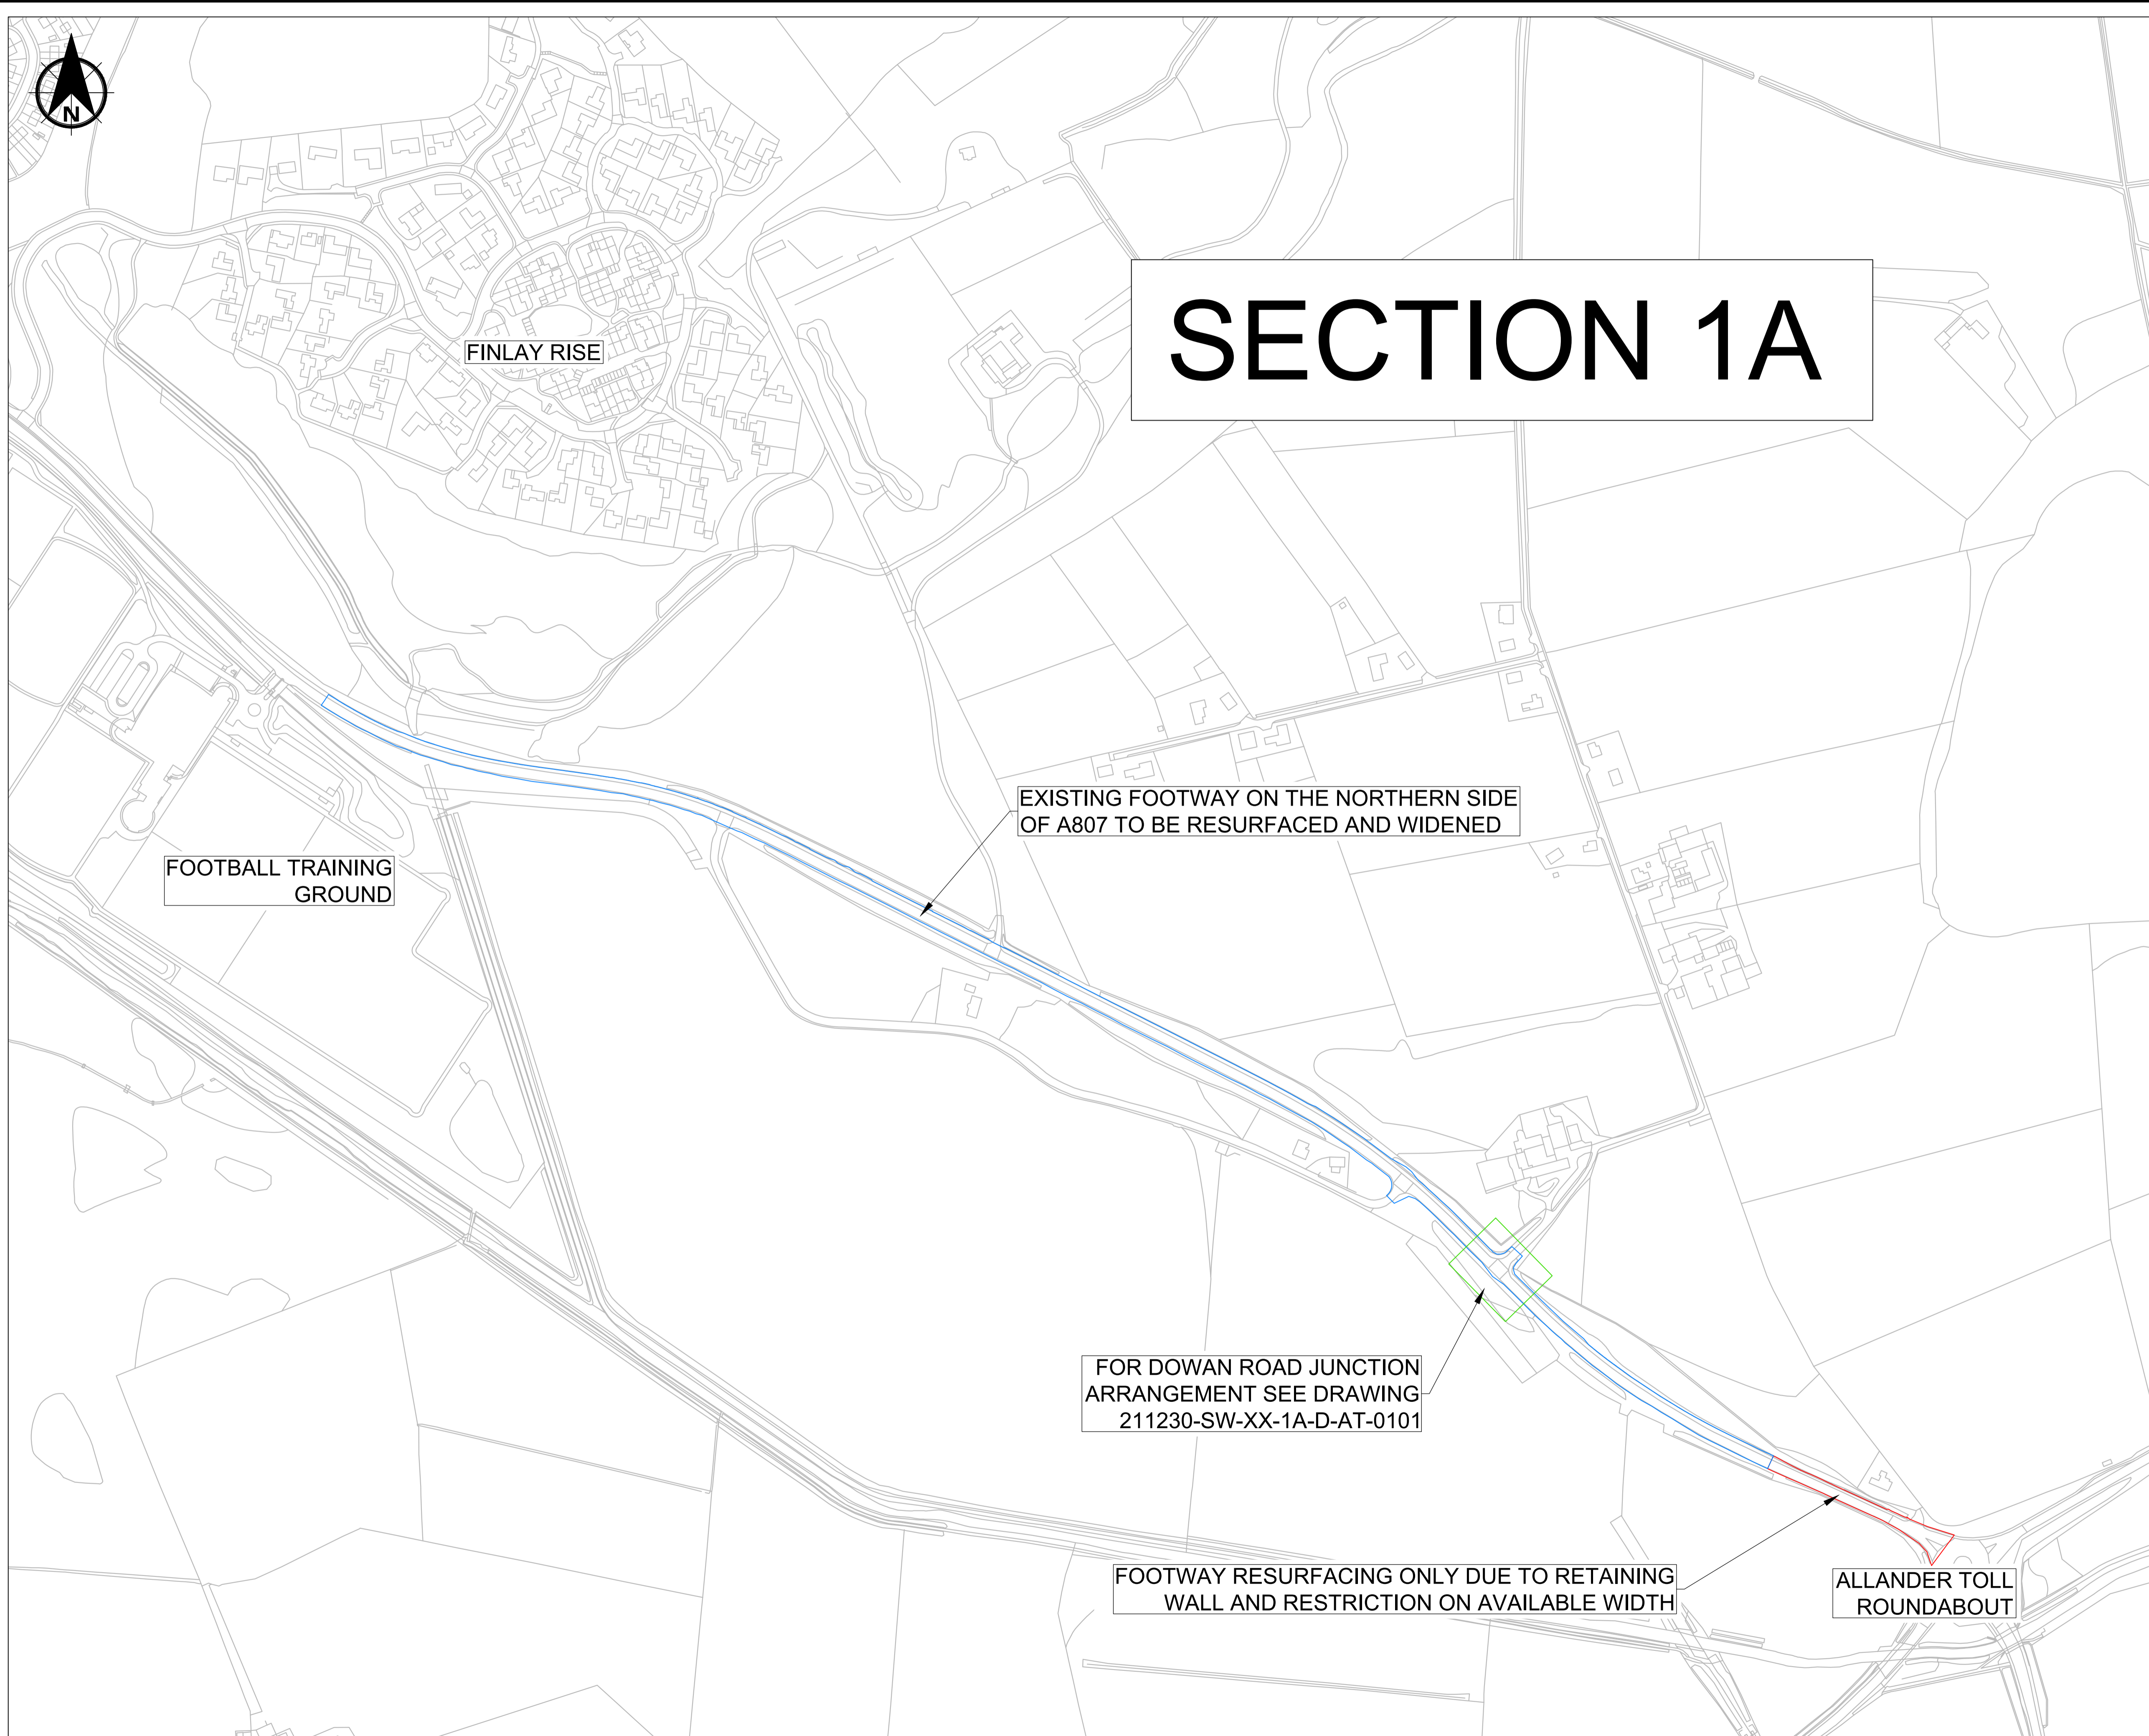 N
SECTION 1A
FINLAY RISE
EXISTING FOOTWAY ON THE NORTHERN SIDE
OF A807 TO BE RESURFACED AND WIDENED
FOOTBALL TRAINING
GROUND
FOR DOWAN ROAD JUNCTION
ARRANGEMENT SEE DRAWING
211230-SW-XX-1A-D-AT-0101
FOOTWAY RESURFACING ONLY DUE TO RETAINING
WALL AND RESTRICTION ON AVAILABLE WIDTH
ALLANDER TOLL
ROUNDABOUT